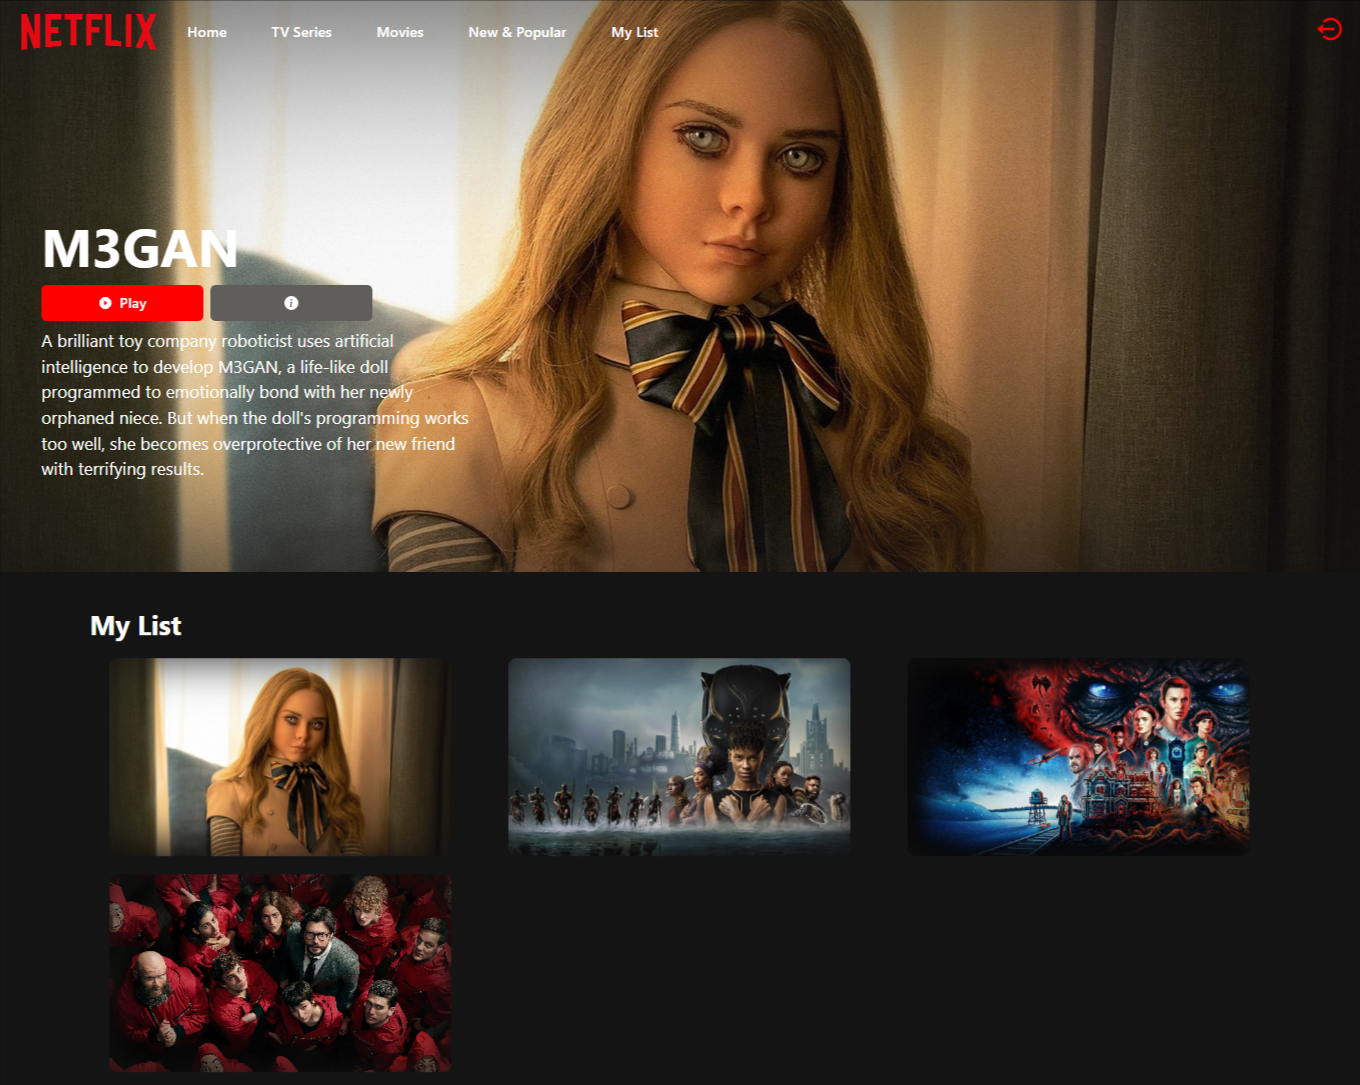 NETFLIX Home TV Series Movies New & Popular My List
M3GAN
Play
A brilliant toy company roboticist uses artificial
intelligence to develop M3GAN, a life-like doll
programmed to emotionally bond with her newly
orphaned niece. But when the doll's programming works
too well, she becomes overprotective of her new friend
with terrifying results.
My List